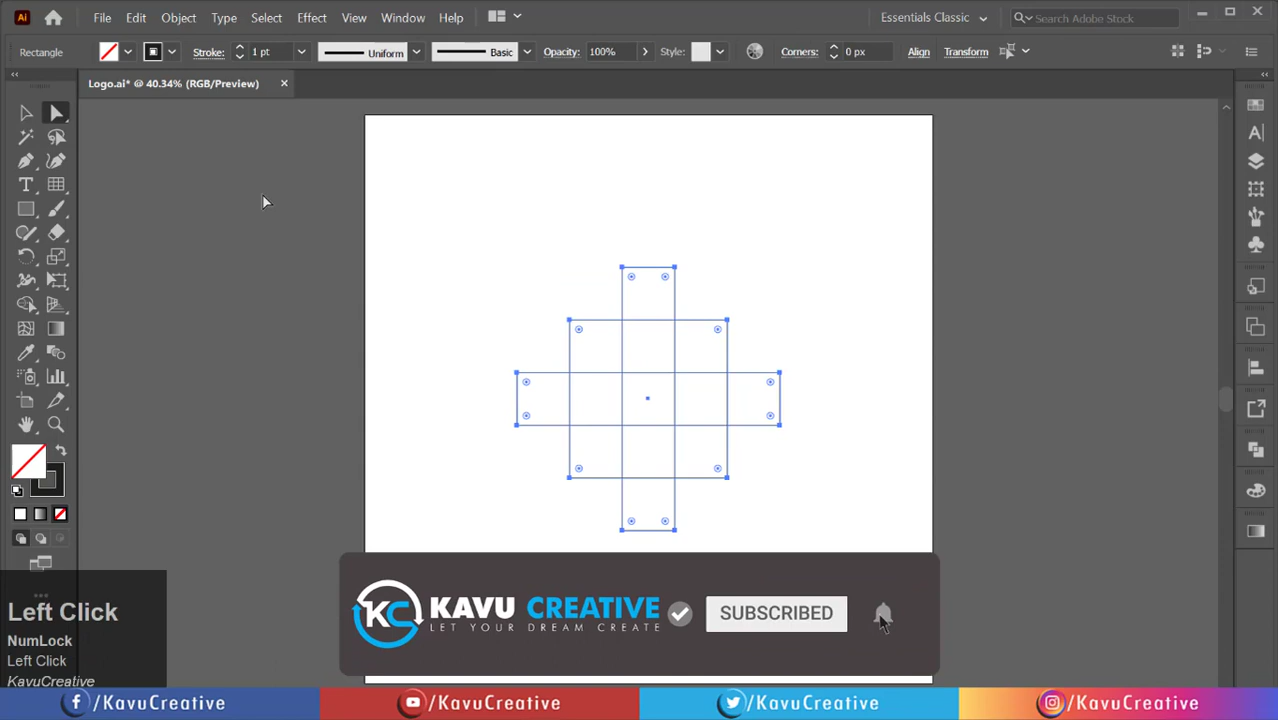 Ai File Edit Object Type Select Effect View Window Help Essentials Classic Search Adobe Stock
Rectangle Stroke: 1 pt Uniform Basic Opacity: 100% Style: Corners: 0 px Align Transform
Logo.ai* @ 40.34% (RGB/Preview) ×
Left Click
NumLock
Left Click
KavuCreative
KC KAVU CREATIVE
LET YOUR DREAM CREATE
SUBSCRIBED
/KavuCreative /KavuCreative /KavuCreative /KavuCreative